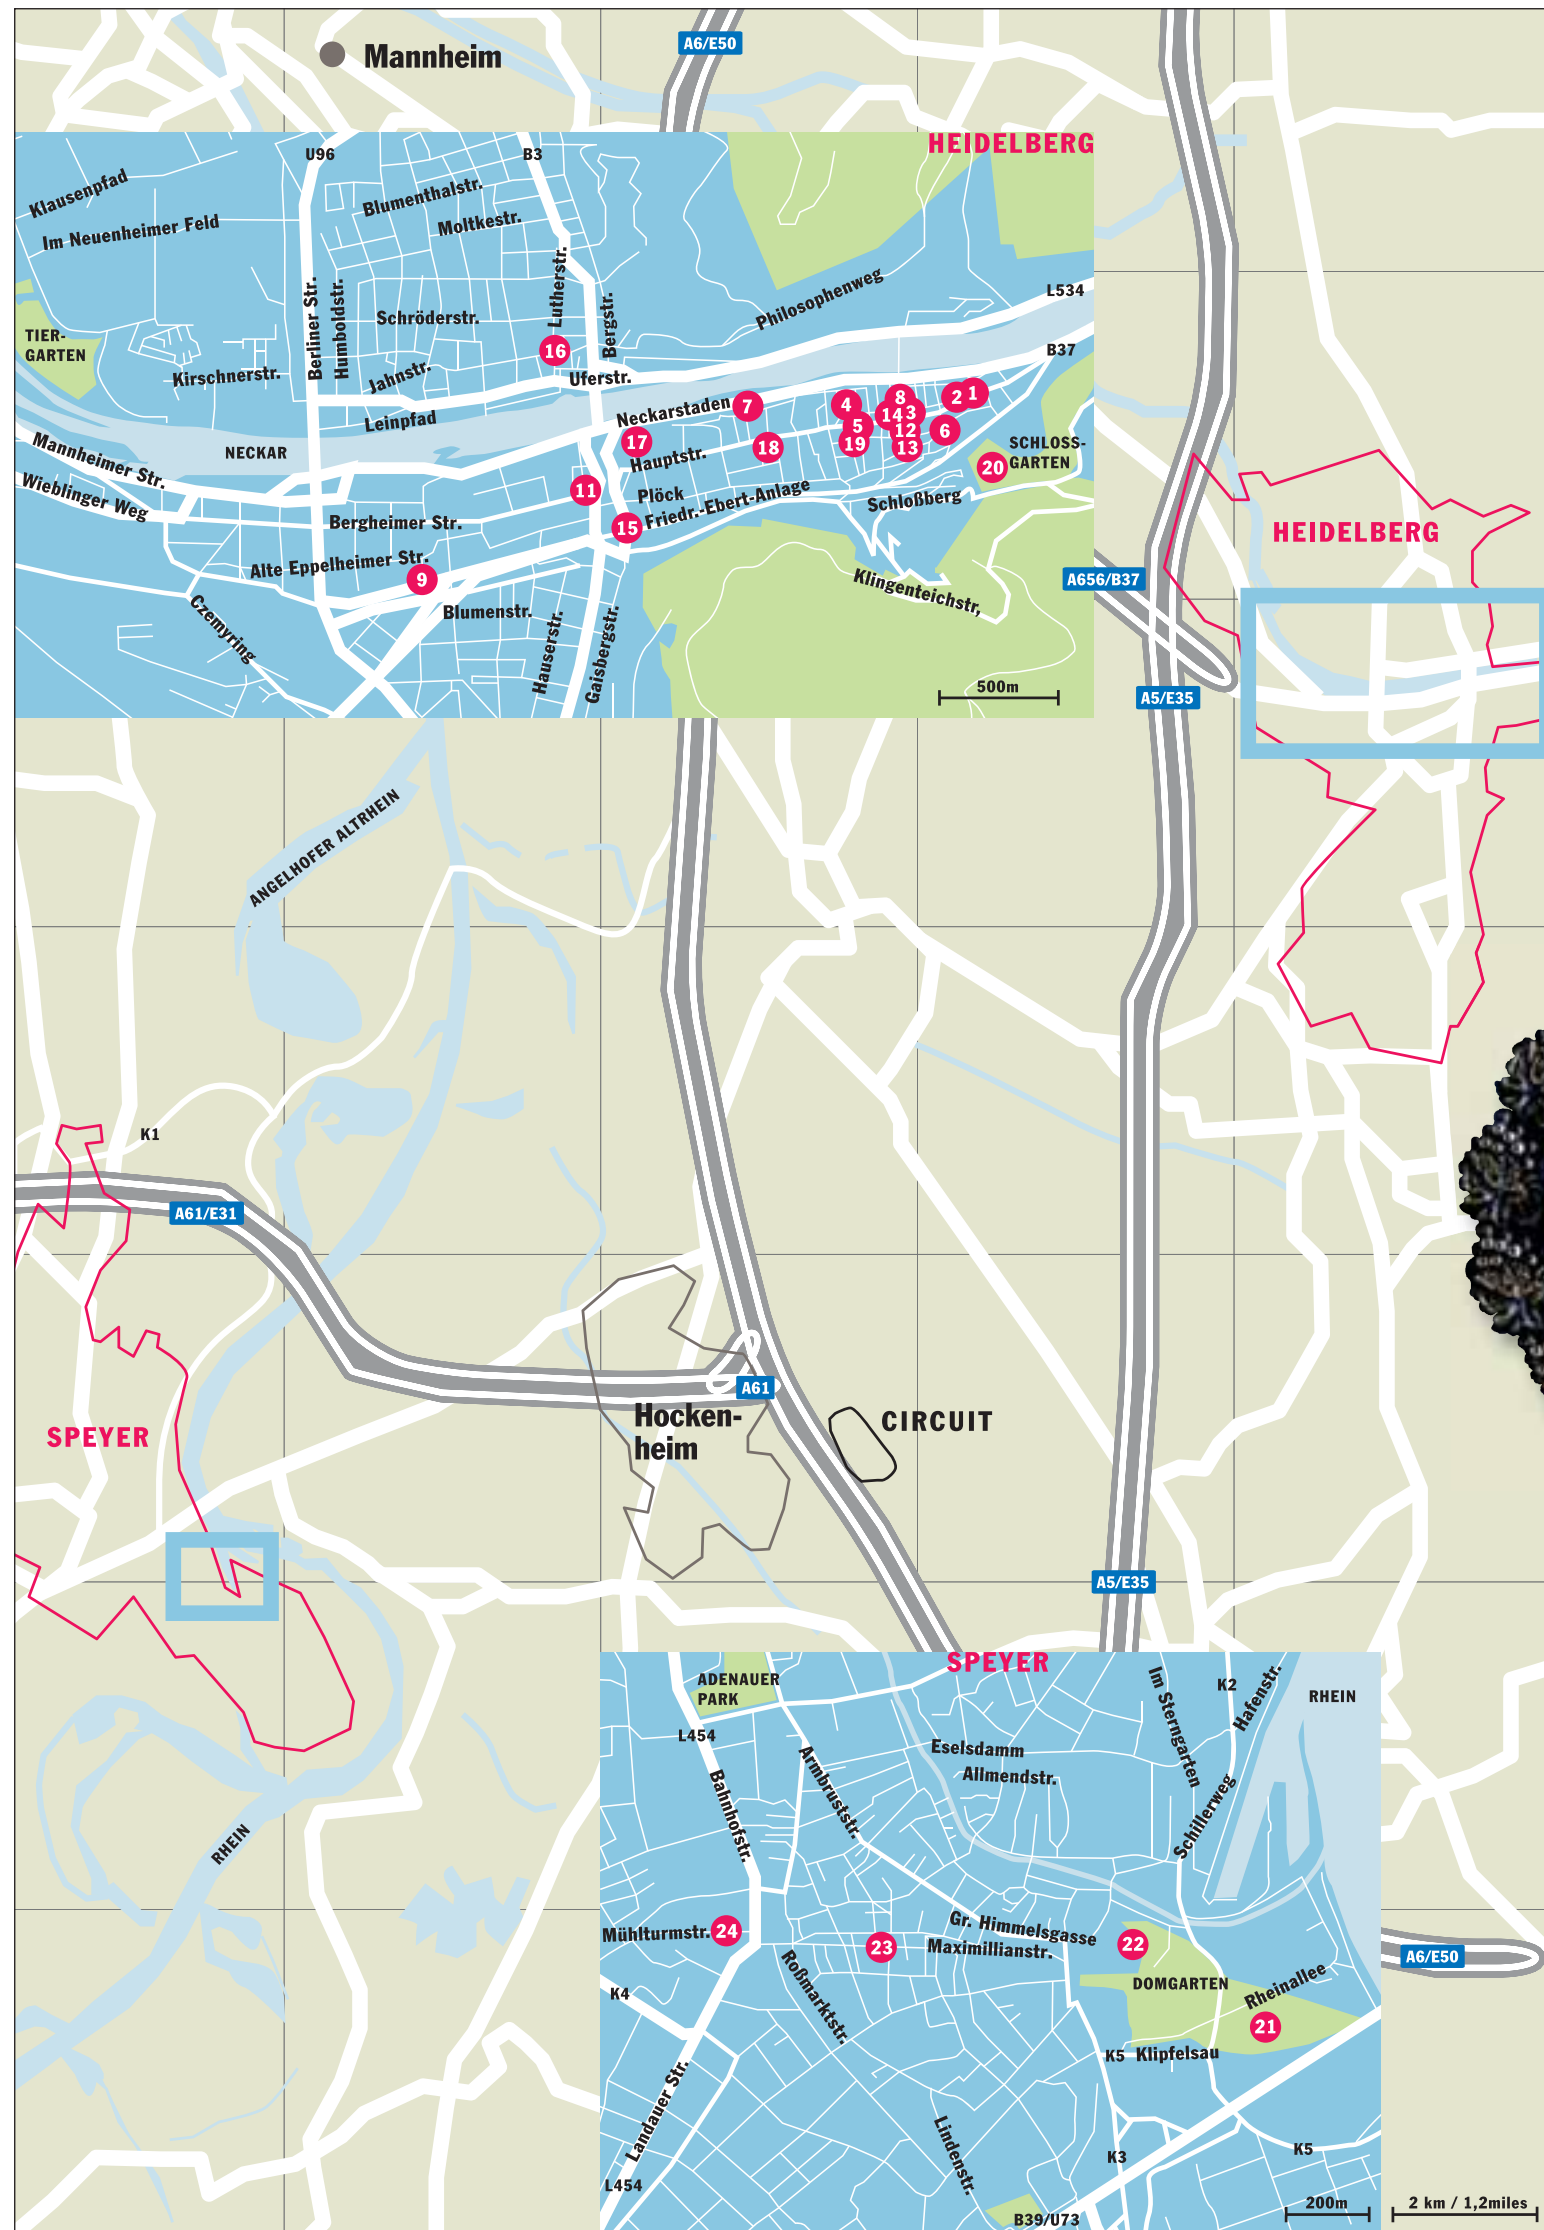 Mannheim
A6/E50
HEIDELBERG
U96
B3
Klausenpfad
Im Neuenheimer Feld
Blumenthalstr.
Moltkestr.
TIER-
GARTEN
Berliner Str.
Humboldtstr.
Lutherstr.
Bergstr.
Schröderstr.
Philosophenweg
L534
B37
Kirschnerstr.
Jahnstr.
16
Uferstr.
Leinpfad
Neckarstaden
7
4
8
2
1
14
3
5
12
6
17
18
19
13
NECKAR
Mannheimer Str.
Wieblinger Weg
Hauptstr.
SCHLOSS-
GARTEN
20
11
Plöck
Schloßberg
Bergheimer Str.
15
Friedr.-Ebert-Anlage
Alte Eppelheimer Str.
9
Czernyring
Blumenstr.
Hauserstr.
Gaisbergstr.
Klingenteichstr,
500m
HEIDELBERG
A656/B37
A5/E35
ANGELHOFER ALTRHEIN
K1
A61/E31
A61
Hocken-
heim
CIRCUIT
SPEYER
A5/E35
RHEIN
SPEYER
ADENAUER
PARK
L454
Im Sterngarten
K2
Hafenstr.
RHEIN
Eselsdamm
Allmendstr.
Bahnhofstr.
Armbruststr.
Schillerweg
Mühlturmstr.
24
23
Gr. Himmelsgasse
Maximillianstr.
22
DOMGARTEN
Rheinallee
21
A6/E50
K4
Roßmarktstr.
K5 Klipfelsau
Landauer Str.
Lindenstr.
K3
K5
L454
B39/U73
200m
2 km / 1,2miles